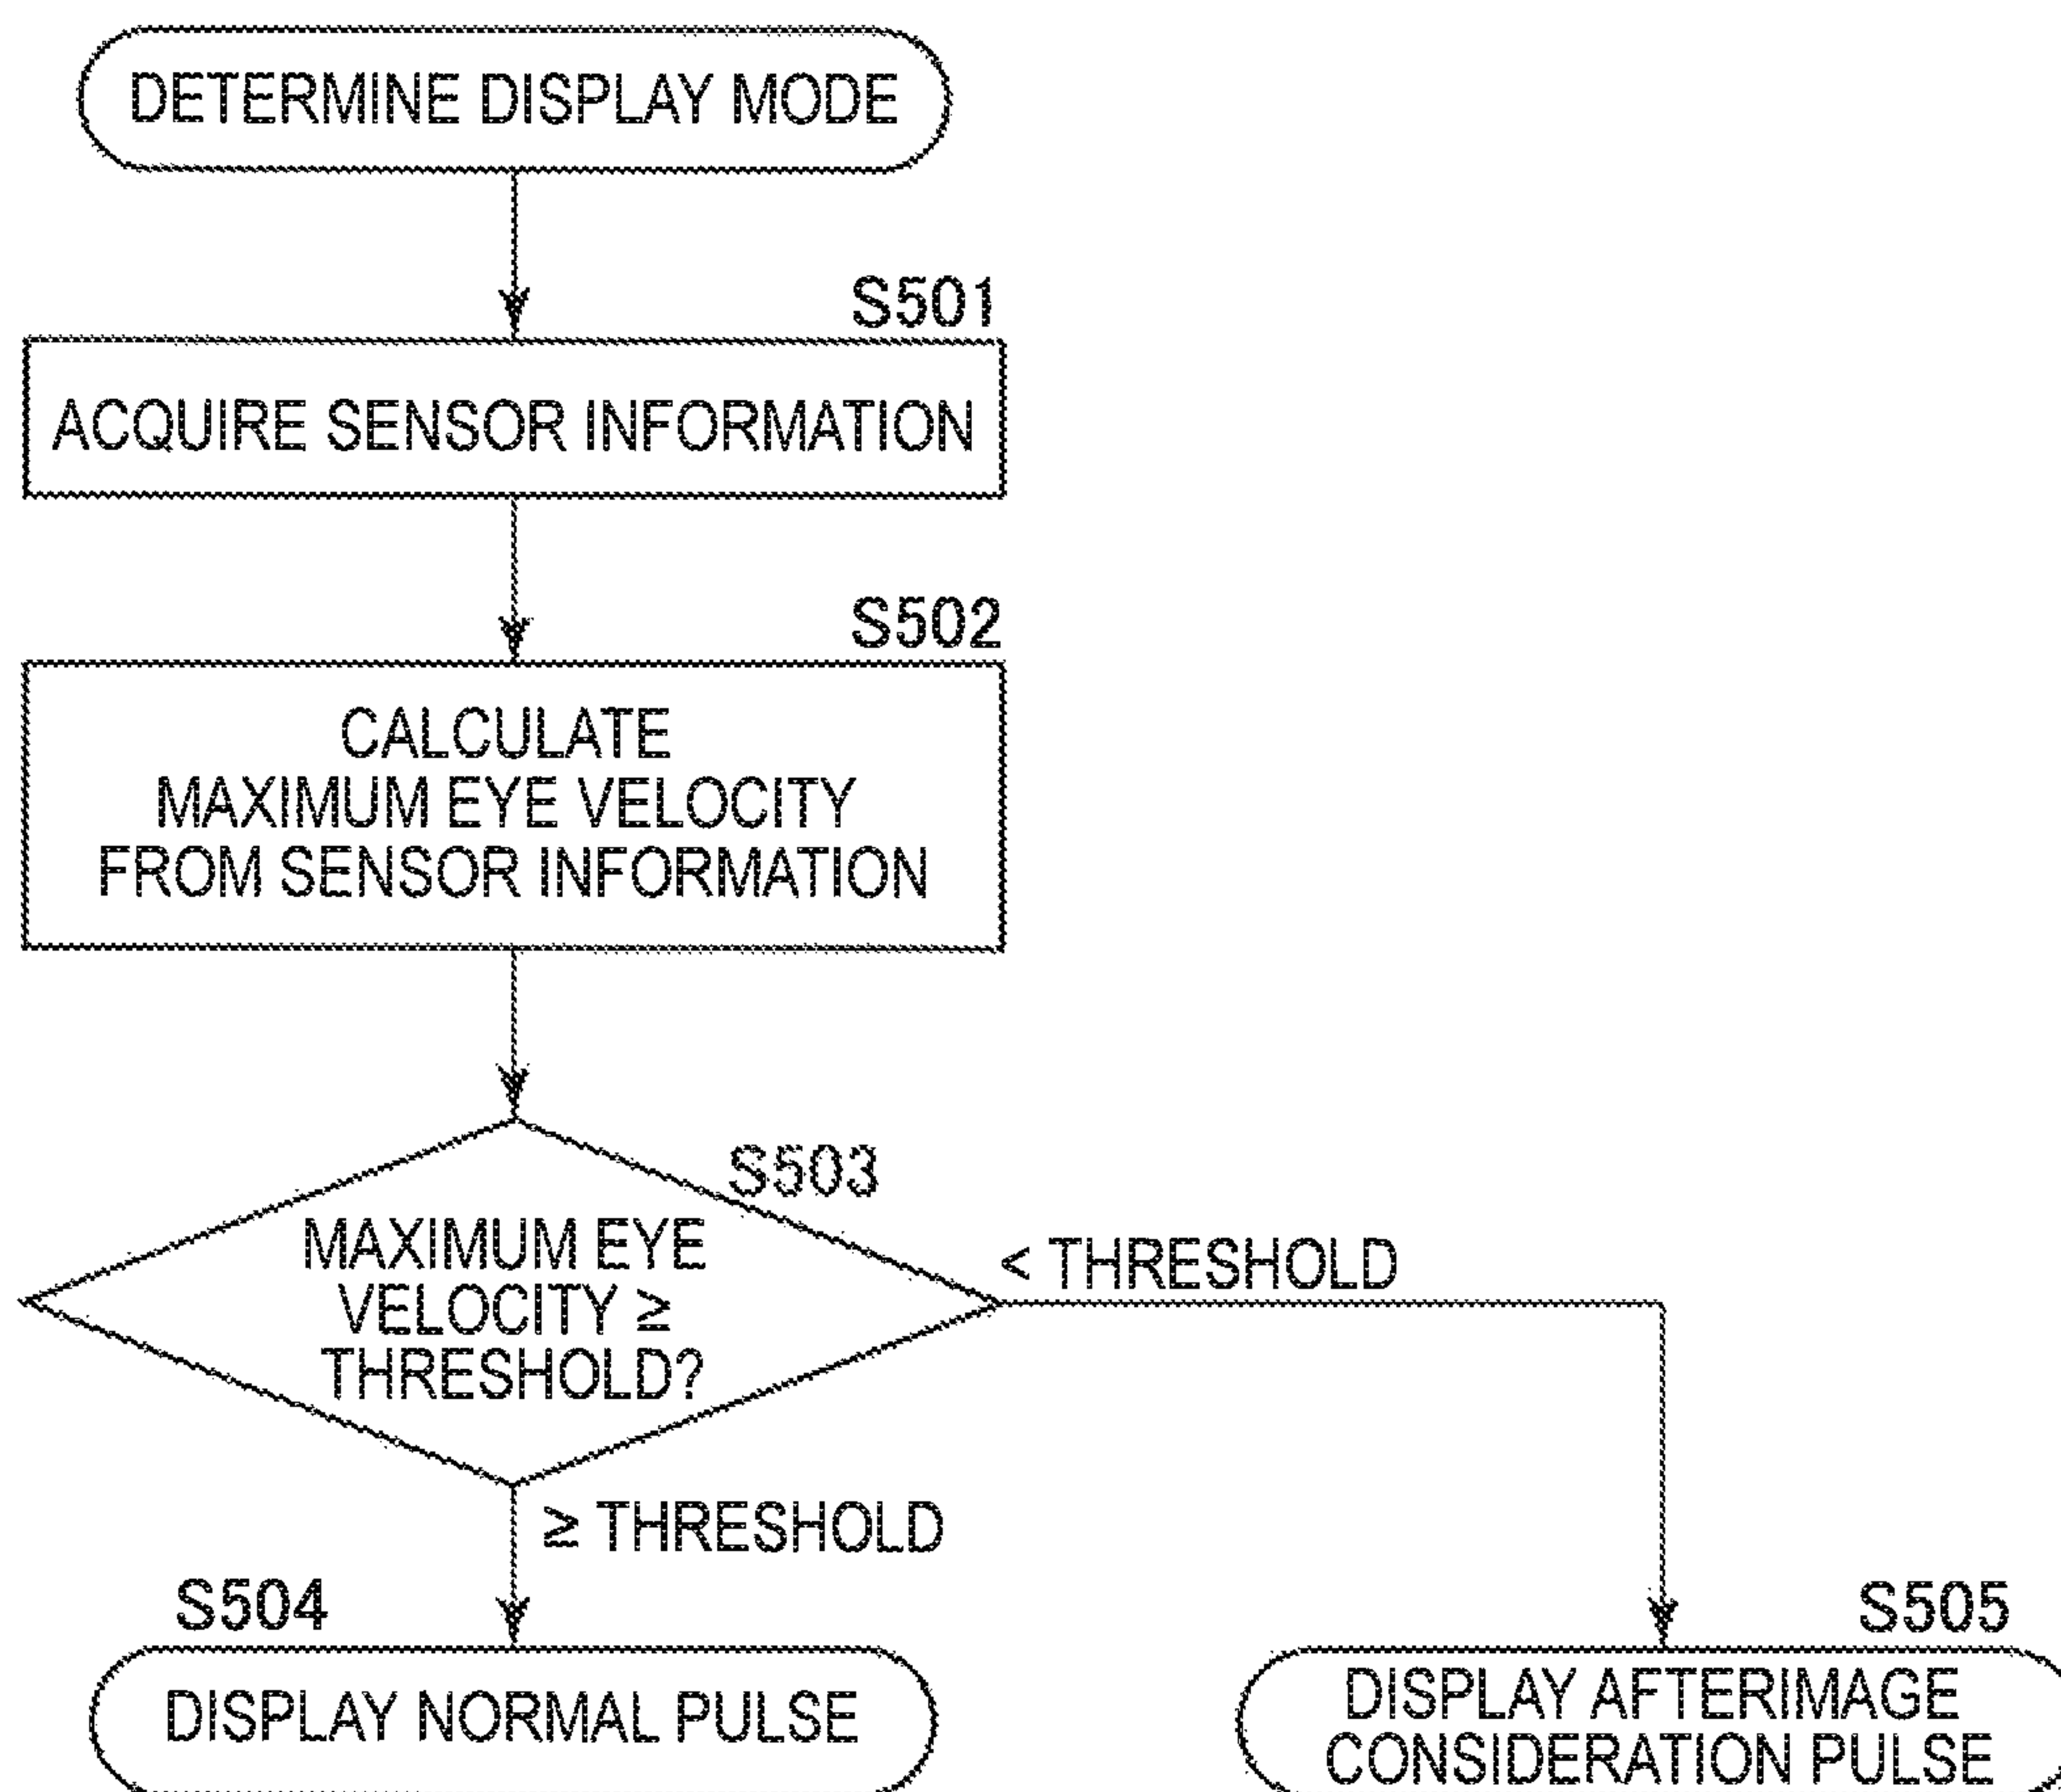 DETERMINE DISPLAY MODE
S501
ACQUIRE SENSOR INFORMATION
S502
CALCULATE
MAXIMUM EYE VELOCITY
FROM SENSOR INFORMATION
S503
MAXIMUM EYE
VELOCITY ≥
THRESHOLD?
< THRESHOLD
≧ THRESHOLD
S504
DISPLAY NORMAL PULSE
S505
DISPLAY AFTERIMAGE
CONSIDERATION PULSE